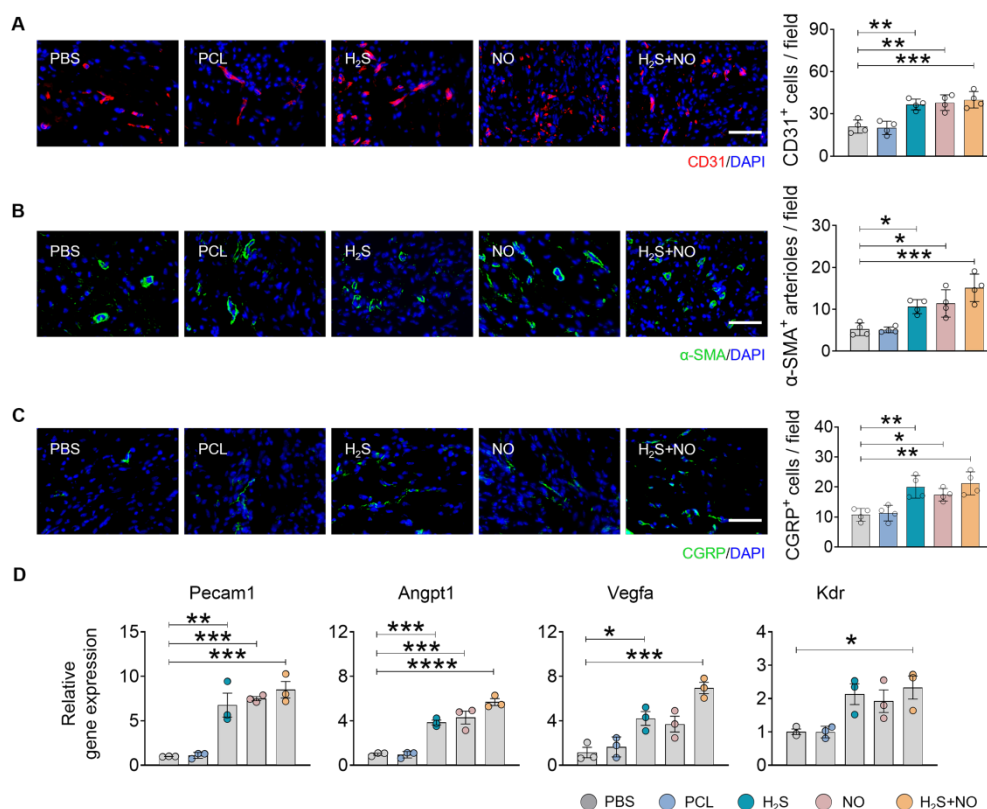 A
PBS
PCL
H₂S
NO
H₂S+NO
CD31/DAPI
CD31⁺ cells / field
90
60
30
0
**
**
***
B
PBS
PCL
H₂S
NO
H₂S+NO
α-SMA/DAPI
α-SMA⁺ arterioles / field
30
20
10
0
*
*
***
C
PBS
PCL
H₂S
NO
H₂S+NO
CGRP/DAPI
CGRP⁺ cells / field
40
30
20
10
0
**
*
**
D
Relative
gene expression
Pecam1
15
10
5
0
**
***
***
Angpt1
12
8
4
0
***
***
****
Vegfa
12
8
4
0
*
***
Kdr
4
3
2
1
0
*
PBS
PCL
H₂S
NO
H₂S+NO